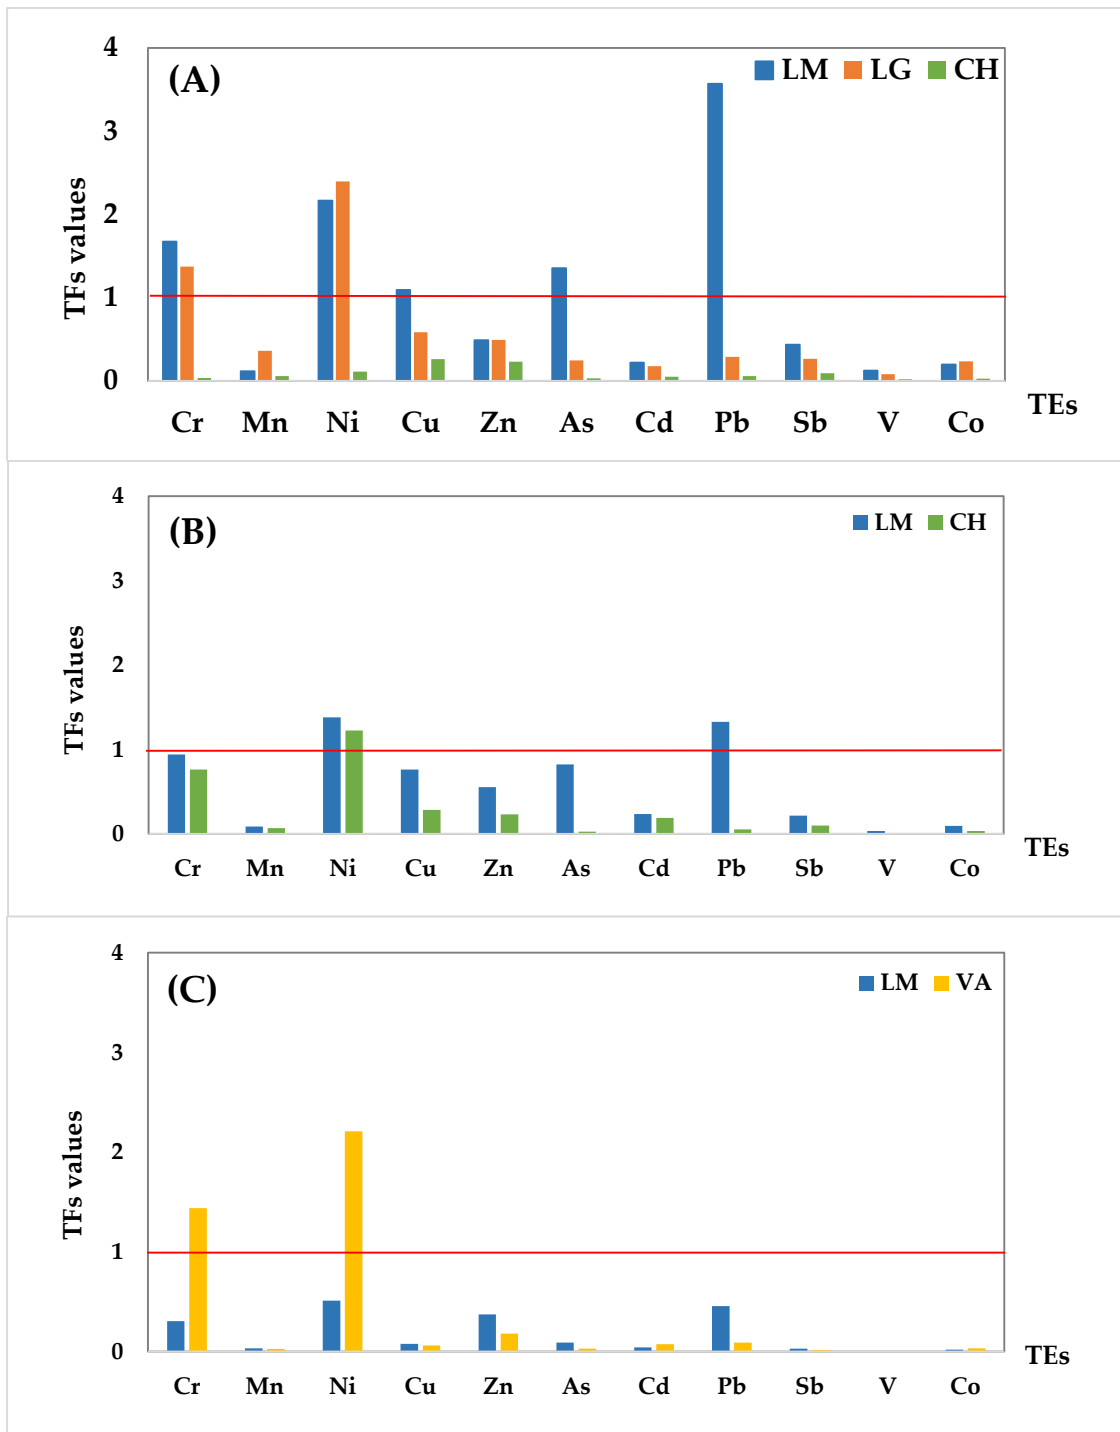 4
(A)
LM LG CH
3
2
1
0
TFs values
Cr Mn Ni Cu Zn As Cd Pb Sb V Co
TEs
4
(B)
LM CH
3
2
1
0
TFs values
Cr Mn Ni Cu Zn As Cd Pb Sb V Co
TEs
4
(C)
LM VA
3
2
1
0
TFs values
Cr Mn Ni Cu Zn As Cd Pb Sb V Co
TEs